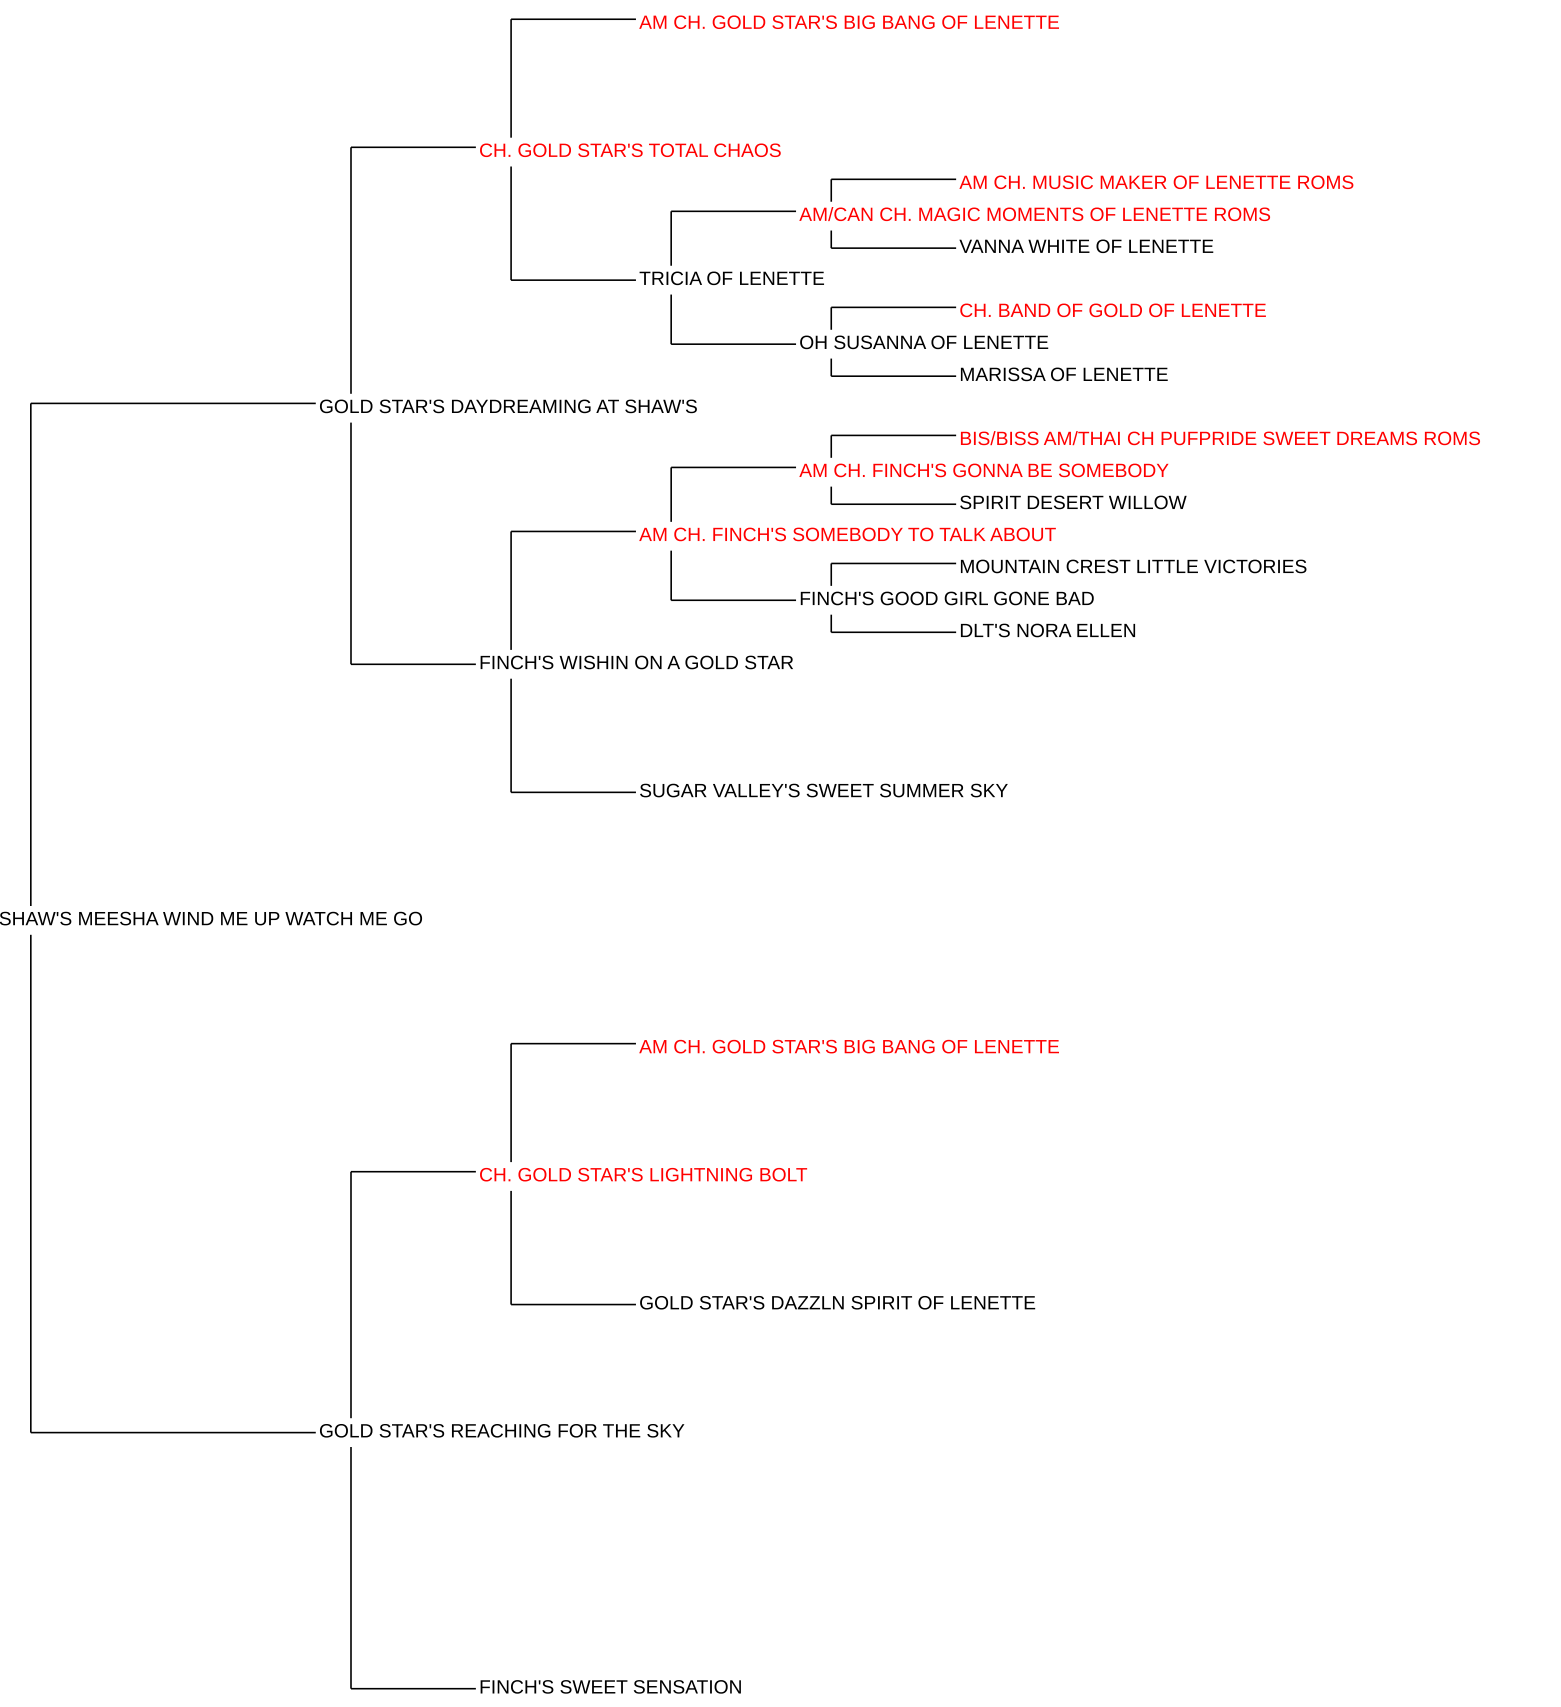 AM CH. GOLD STAR'S BIG BANG OF LENETTE
CH. GOLD STAR'S TOTAL CHAOS
AM CH. MUSIC MAKER OF LENETTE ROMS
AM/CAN CH. MAGIC MOMENTS OF LENETTE ROMS
VANNA WHITE OF LENETTE
TRICIA OF LENETTE
CH. BAND OF GOLD OF LENETTE
OH SUSANNA OF LENETTE
MARISSA OF LENETTE
GOLD STAR'S DAYDREAMING AT SHAW'S
BIS/BISS AM/THAI CH PUFPRIDE SWEET DREAMS ROMS
AM CH. FINCH'S GONNA BE SOMEBODY
SPIRIT DESERT WILLOW
AM CH. FINCH'S SOMEBODY TO TALK ABOUT
MOUNTAIN CREST LITTLE VICTORIES
FINCH'S GOOD GIRL GONE BAD
DLT'S NORA ELLEN
FINCH'S WISHIN ON A GOLD STAR
SUGAR VALLEY'S SWEET SUMMER SKY
SHAW'S MEESHA WIND ME UP WATCH ME GO
AM CH. GOLD STAR'S BIG BANG OF LENETTE
CH. GOLD STAR'S LIGHTNING BOLT
GOLD STAR'S DAZZLN SPIRIT OF LENETTE
GOLD STAR'S REACHING FOR THE SKY
FINCH'S SWEET SENSATION